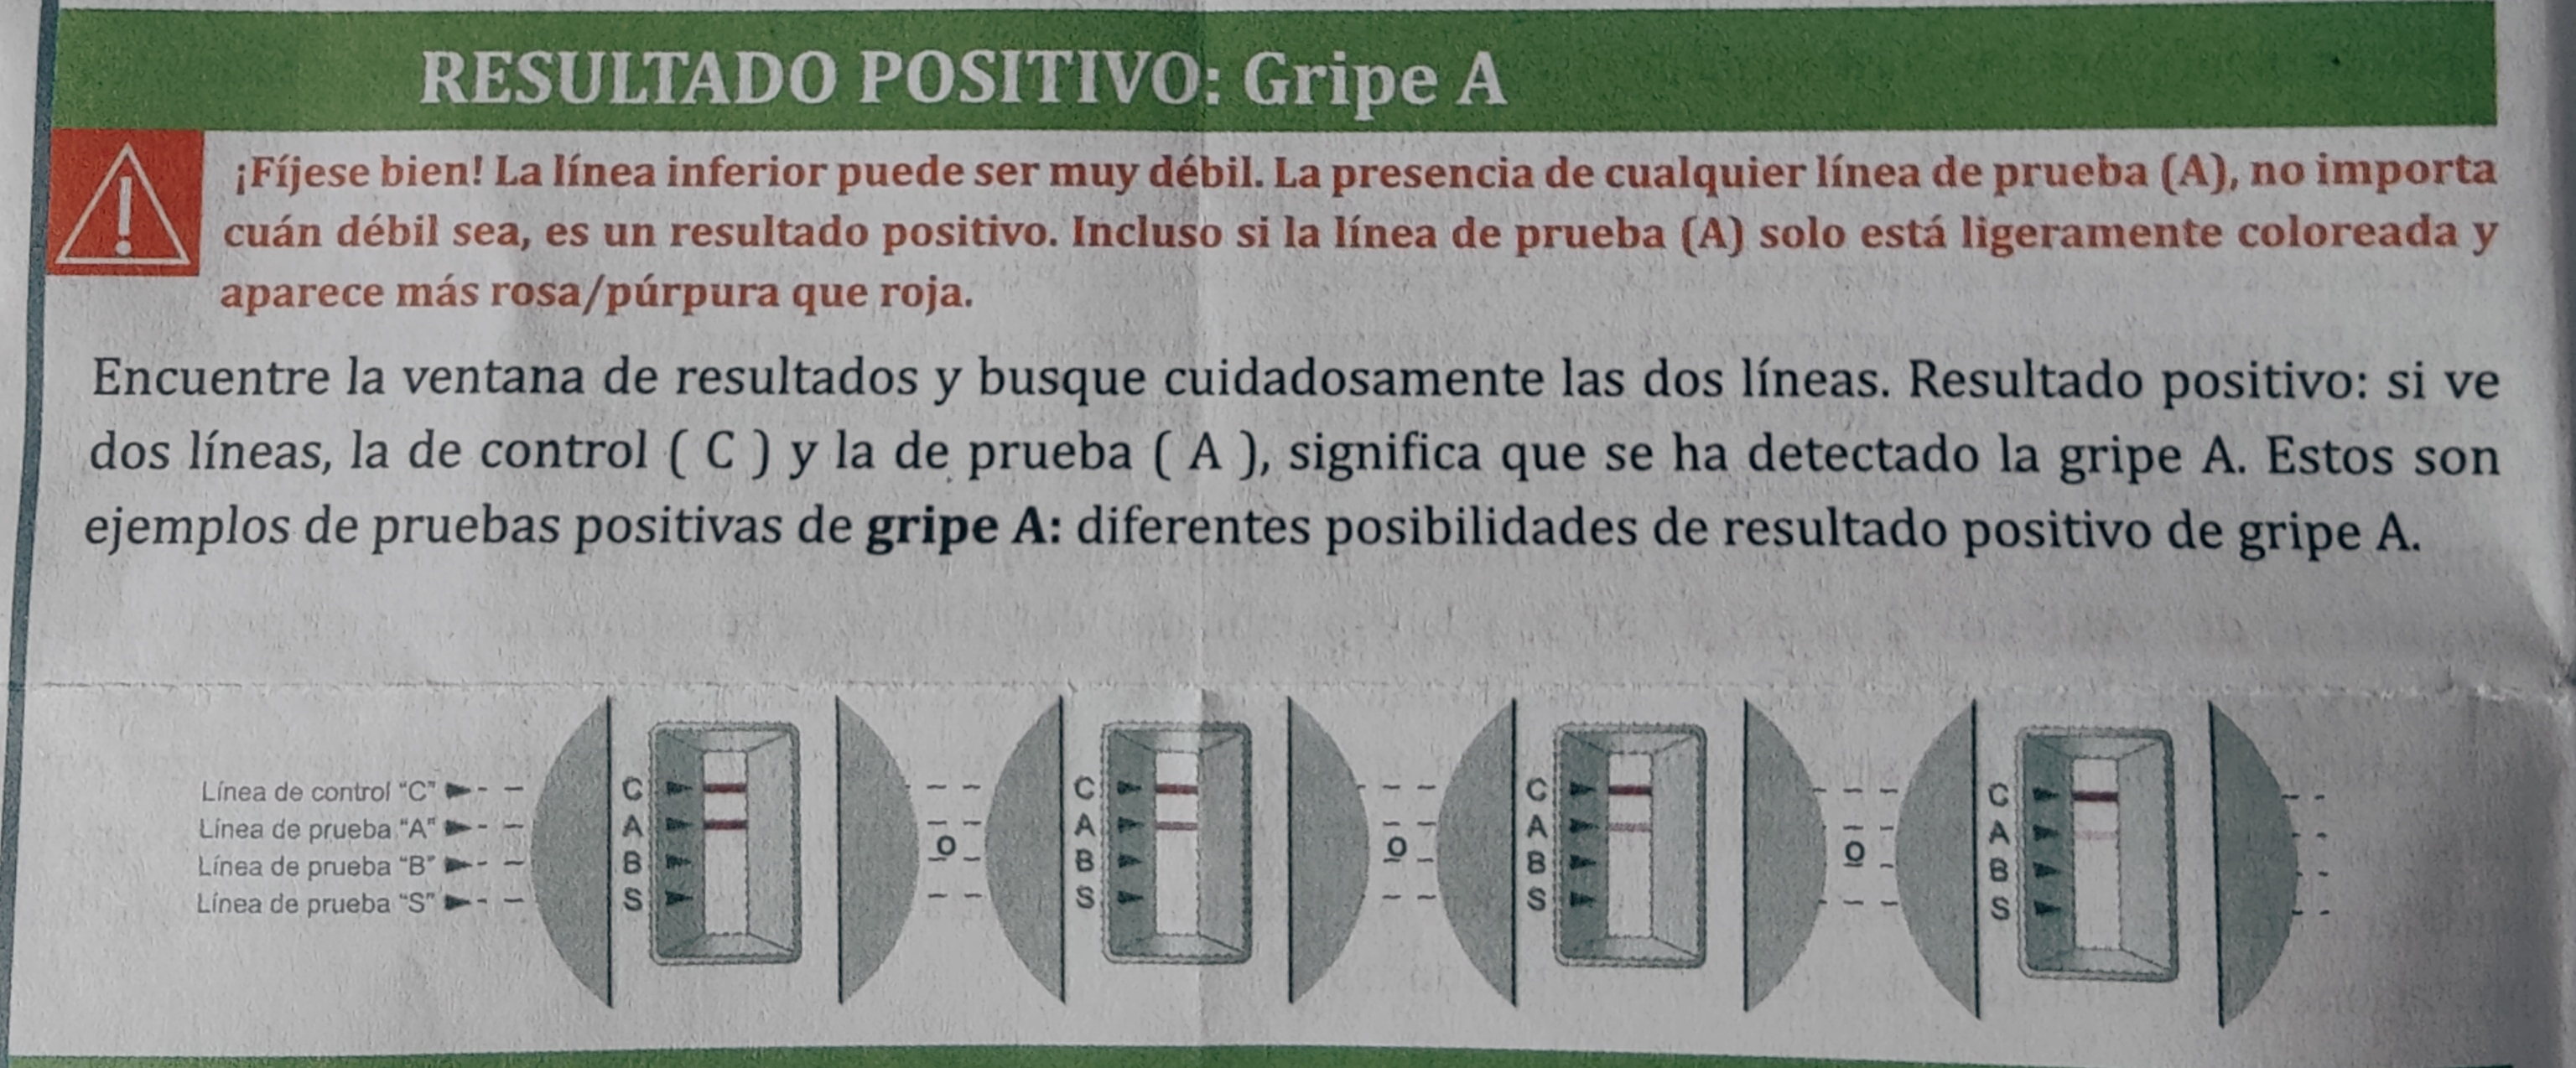 RESULTADO POSITIVO: Gripe A
¡Fíjese bien! La línea inferior puede ser muy débil. La presencia de cualquier línea de prueba (A), no importa
cuán débil sea, es un resultado positivo. Incluso si la línea de prueba (A) solo está ligeramente coloreada y
aparece más rosa/púrpura que roja.
Encuentre la ventana de resultados y busque cuidadosamente las dos líneas. Resultado positivo: si ve
dos líneas, la de control ( C ) y la de prueba ( A ), significa que se ha detectado la gripe A. Estos son
ejemplos de pruebas positivas de gripe A: diferentes posibilidades de resultado positivo de gripe A.
Línea de control "C" C C C C
Línea de prueba "A" A A A A
o o o
Línea de prueba "B" B B B B
Línea de prueba "S" S S S S